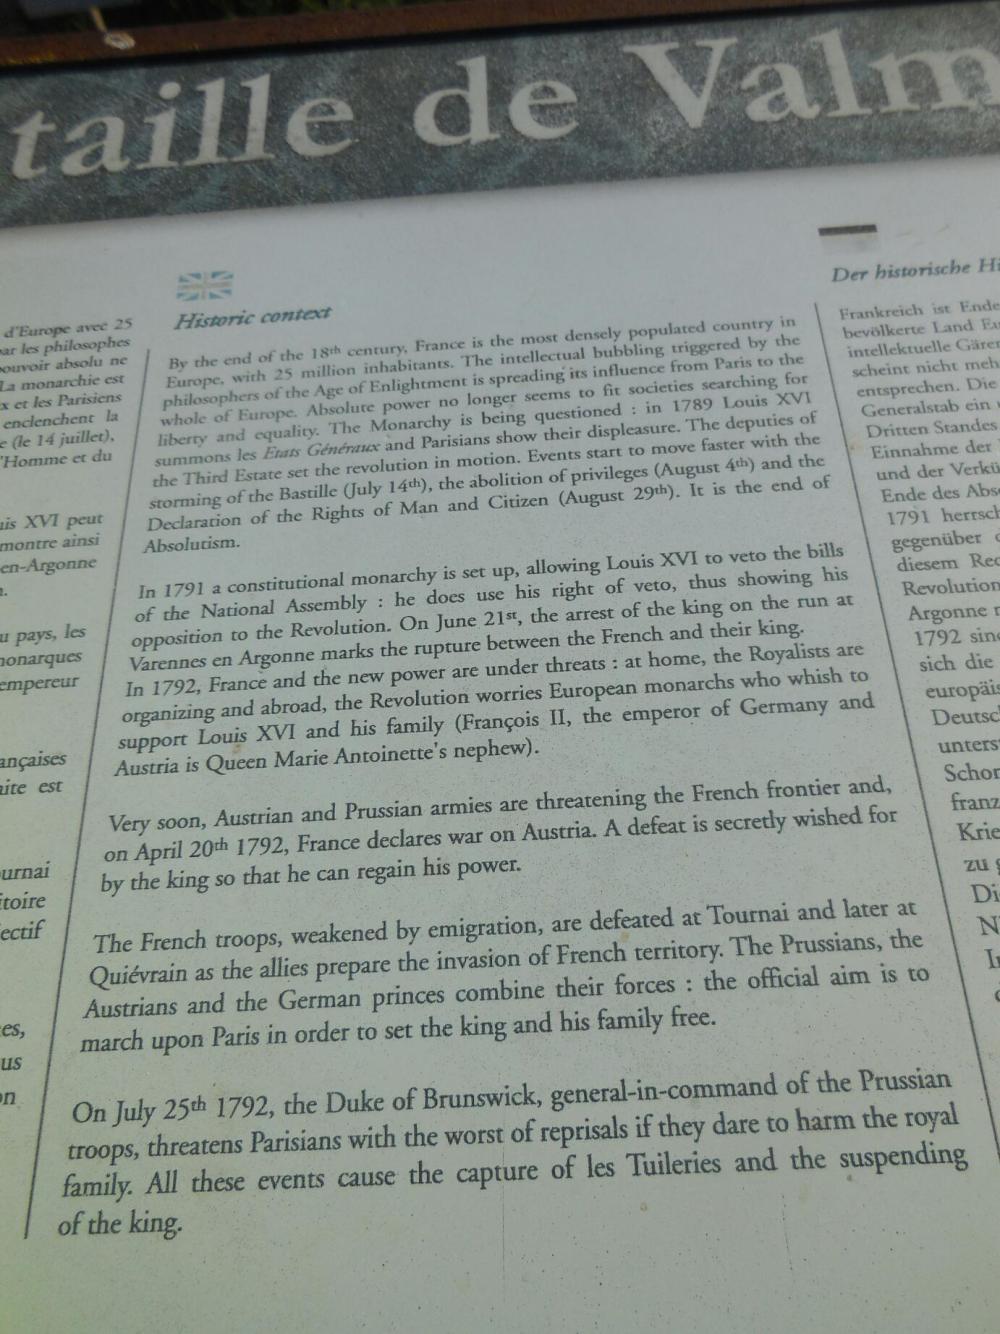 taille de Valm
d'Europe avec 25
par les philosophes
pouvoir absolu ne
La monarchie est
x et les Parisiens
enclenchent la
e (le 14 juillet),
'Homme et du
uis XVI peut
montre ainsi
en-Argonne
u pays, les
monarques
empereur
ançaises
uite est
ournai
itoire
ectif
es,
us
on
Historic context
By the end of the 18th century, France is the most densely populated country in
Europe, with 25 million inhabitants. The intellectual bubbling triggered by the
philosophers of the Age of Enlightment is spreading its influence from Paris to the
whole of Europe. Absolute power no longer seems to fit societies searching for
liberty and equality. The Monarchy is being questioned : in 1789 Louis XVI
summons les Etats Généraux and Parisians show their displeasure. The deputies of
the Third Estate set the revolution in motion. Events start to move faster with the
storming of the Bastille (July 14th), the abolition of privileges (August 4th) and the
Declaration of the Rights of Man and Citizen (August 29th). It is the end of
Absolutism.
In 1791 a constitutional monarchy is set up, allowing Louis XVI to veto the bills
of the National Assembly : he does use his right of veto, thus showing his
opposition to the Revolution. On June 21st, the arrest of the king on the run at
Varennes en Argonne marks the rupture between the French and their king.
In 1792, France and the new power are under threats : at home, the Royalists are
organizing and abroad, the Revolution worries European monarchs who whish to
support Louis XVI and his family (François II, the emperor of Germany and
Austria is Queen Marie Antoinette's nephew).
Very soon, Austrian and Prussian armies are threatening the French frontier and,
on April 20th 1792, France declares war on Austria. A defeat is secretly wished for
by the king so that he can regain his power.
The French troops, weakened by emigration, are defeated at Tournai and later at
Quiévrain as the allies prepare the invasion of French territory. The Prussians, the
Austrians and the German princes combine their forces : the official aim is to
march upon Paris in order to set the king and his family free.
On July 25th 1792, the Duke of Brunswick, general-in-command of the Prussian
troops, threatens Parisians with the worst of reprisals if they dare to harm the royal
family. All these events cause the capture of les Tuileries and the suspending
of the king.
Der historische Hi
Frankreich ist Ende
bevölkerte Land Eu
intellektuelle Gären
scheint nicht meh
entsprechen. Die
Generalstab ein
Dritten Standes
Einnahme der
und der Verkü
Ende des Abso
1791 herrsch
gegenüber
diesem Rec
Revolution
Argonne
1792 sind
sich die
europäis
Deutsch
unters
Schon
franz
Krie
zu
Di
N